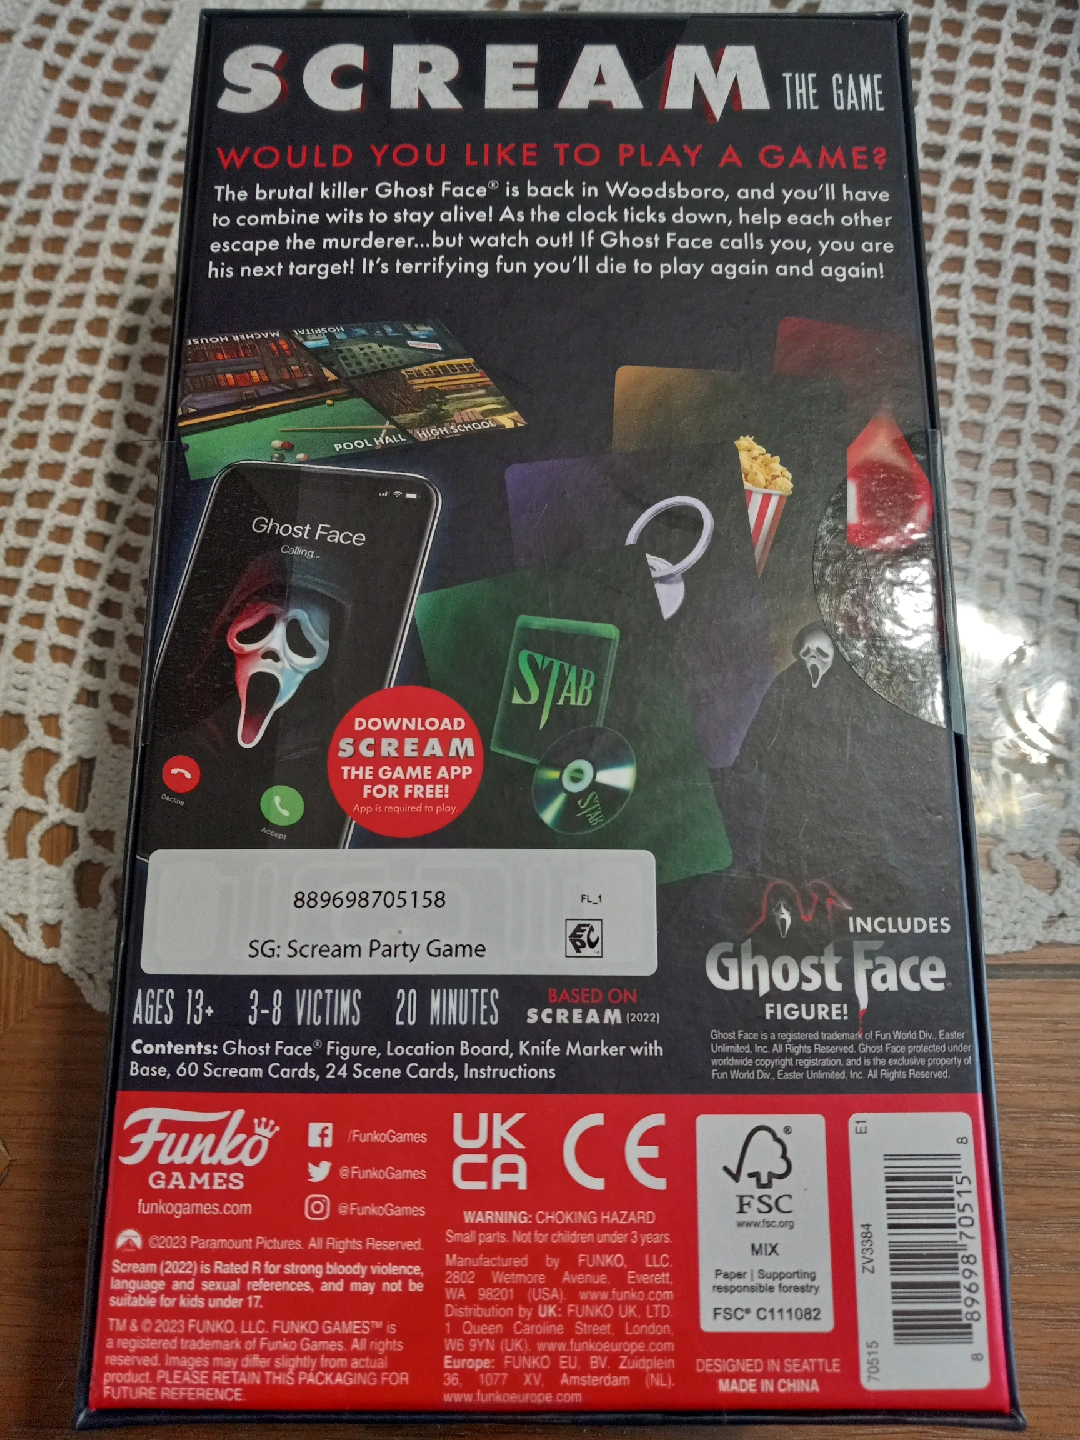 SCREAM THE GAME
WOULD YOU LIKE TO PLAY A GAME?
The brutal killer Ghost Face® is back in Woodsboro, and you'll have
to combine wits to stay alive! As the clock ticks down, help each other
escape the murderer...but watch out! If Ghost Face calls you, you are
his next target! It's terrifying fun you'll die to play again and again!
MACHER HOUSE
HOSPITAL
POOL HALL
HIGH SCHOOL
Ghost Face
Calling...
Decline
Accept
STAB
STAB
DOWNLOAD
SCREAM
THE GAME APP
FOR FREE!
App is required to play.
889698705158
FL_1
SG: Scream Party Game
EPC
INCLUDES
Ghost Face
FIGURE!
AGES 13+ 3-8 VICTIMS 20 MINUTES
BASED ON
SCREAM (2022)
Contents: Ghost Face® Figure, Location Board, Knife Marker with
Base, 60 Scream Cards, 24 Scene Cards, Instructions
Ghost Face is a registered trademark of Fun World Div., Easter
Unlimited, Inc. All Rights Reserved. Ghost Face protected under
worldwide copyright registration, and is the exclusive property of
Fun World Div., Easter Unlimited, Inc. All Rights Reserved.
Funko
GAMES
funkogames.com
/FunkoGames
@FunkoGames
@FunkoGames
©2023 Paramount Pictures. All Rights Reserved.
Scream (2022) is Rated R for strong bloody violence,
language and sexual references, and may not be
suitable for kids under 17.
TM & © 2023 FUNKO, LLC. FUNKO GAMES™ is
a registered trademark of Funko Games. All rights
reserved. Images may differ slightly from actual
product. PLEASE RETAIN THIS PACKAGING FOR
FUTURE REFERENCE.
UK
CA
CE
WARNING: CHOKING HAZARD
Small parts. Not for children under 3 years.
Manufactured by FUNKO, LLC.
2802 Wetmore Avenue, Everett,
WA 98201 (USA). www.funko.com
Distribution by UK: FUNKO UK, LTD.
1 Queen Caroline Street, London,
W6 9YN (UK). www.funkoeurope.com
Europe: FUNKO EU, BV. Zuidplein
36, 1077 XV, Amsterdam (NL).
www.funkoeurope.com
®
FSC
www.fsc.org
MIX
Paper | Supporting
responsible forestry
FSC® C111082
DESIGNED IN SEATTLE
MADE IN CHINA
E1
ZV3384
70515
8 89698 70515 8